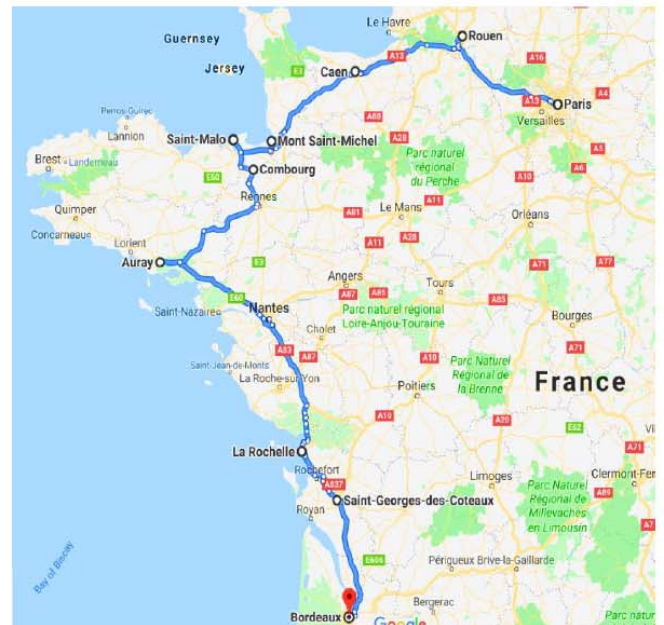 Le Havre
Rouen
Guernsey
A13
A16
Jersey
E3
Caen
A4
Paris
A13
Versailles
A88
Perros-Guirec
Lannion
Saint-Malo
Mont Saint-Michel
A28
A5
Parc naturel
régional
du Perche
Brest
Landerneau
Combourg
A6
E50
A10
A11
Quimper
Rennes
Le Mans
A81
Orléans
Concarneau
Lorient
A11
A28
Auray
E3
A71
A77
Angers
E60
Tours
Saint-Nazaire
Nantes
A87
A85
A85
Bourges
Parc naturel régional
Loire-Anjou-Touraine
Cholet
A71
Saint-Jean-de-Monts
A83
A87
A10
Parc Naturel
Régional de
la Brenne
La Roche-sur-Yon
Poitiers
France
A10
A20
E62
Vi
La Rochelle
A71
Rochefort
Limoges
Clermont-Fer
A837
Parc Naturel
Régional de
Millevaches
en Limousin
A89
Saint-Georges-des-Coteaux
Royan
A7
Bay of Biscay
E606
Périgueux
Brive-la-Gaillarde
Bergerac
Bordeaux
Google
Parc natur